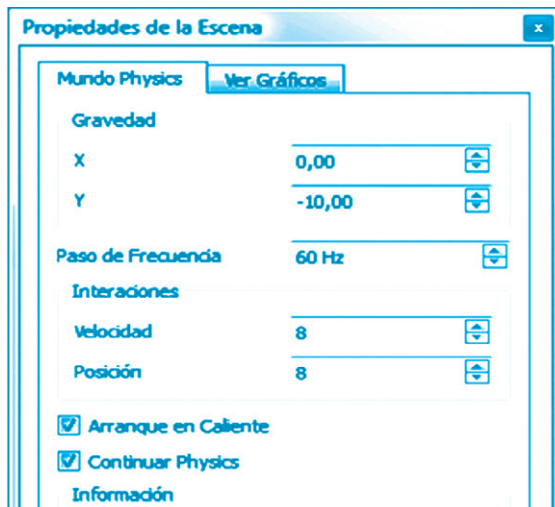 Propiedades de la Escena x
Mundo Physics Ver Gráficos
Gravedad
X 0,00
Y -10,00
Paso de Frecuencia 60 Hz
Interaciones
Velocidad 8
Posición 8
Arranque en Caliente
Continuar Physics
Información